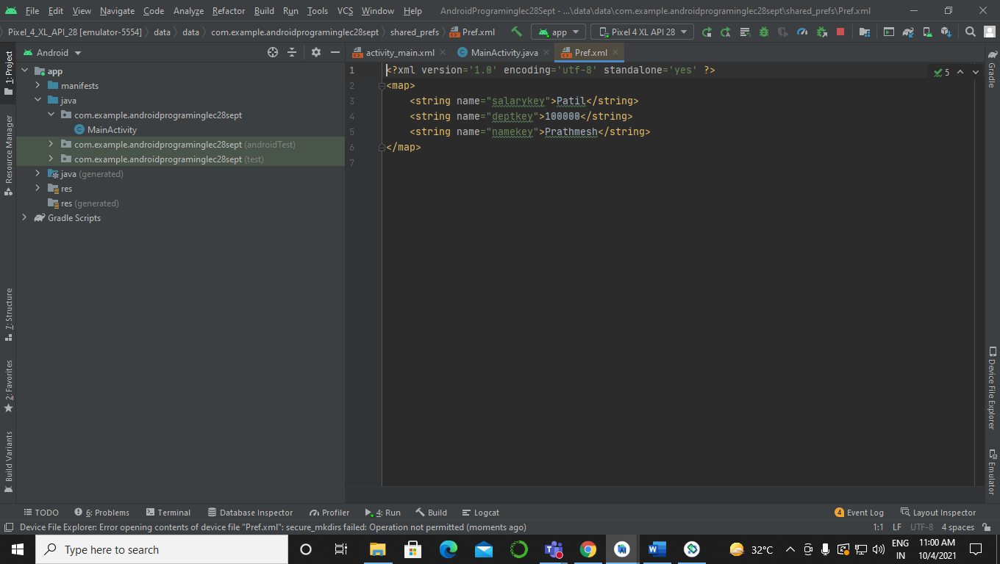 File Edit View Navigate Code Analyze Refactor Build Run Tools VCS Window Help AndroidPrograminglec28Sept - ...\data\data\com.example.androidprograminglec28sept\shared_prefs\Pref.xml
Pixel_4_XL_API_28 [emulator-5554] data data com.example.androidprograminglec28sept shared_prefs Pref.xml app Pixel 4 XL API 28
Android
activity_main.xml MainActivity.java Pref.xml
1: Project
Resource Manager
7: Structure
2: Favorites
Build Variants
app
manifests
java
com.example.androidprograminglec28sept
MainActivity
com.example.androidprograminglec28sept (androidTest)
com.example.androidprograminglec28sept (test)
java (generated)
res
res (generated)
Gradle Scripts
1 <?xml version='1.0' encoding='utf-8' standalone='yes' ?>
2 <map>
3 <string name="salarykey">Patil</string>
4 <string name="deptkey">100000</string>
5 <string name="namekey">Prathmesh</string>
6 </map>
7
5
Gradle
Device File Explorer
Emulator
TODO 6: Problems Terminal Database Inspector Profiler 4: Run Build Logcat 4 Event Log Layout Inspector
Device File Explorer: Error opening contents of device file "Pref.xml": secure_mkdirs failed: Operation not permitted (moments ago) 1:1 LF UTF-8 4 spaces
Type here to search 32°C ENG 11:00 AM
IN 10/4/2021